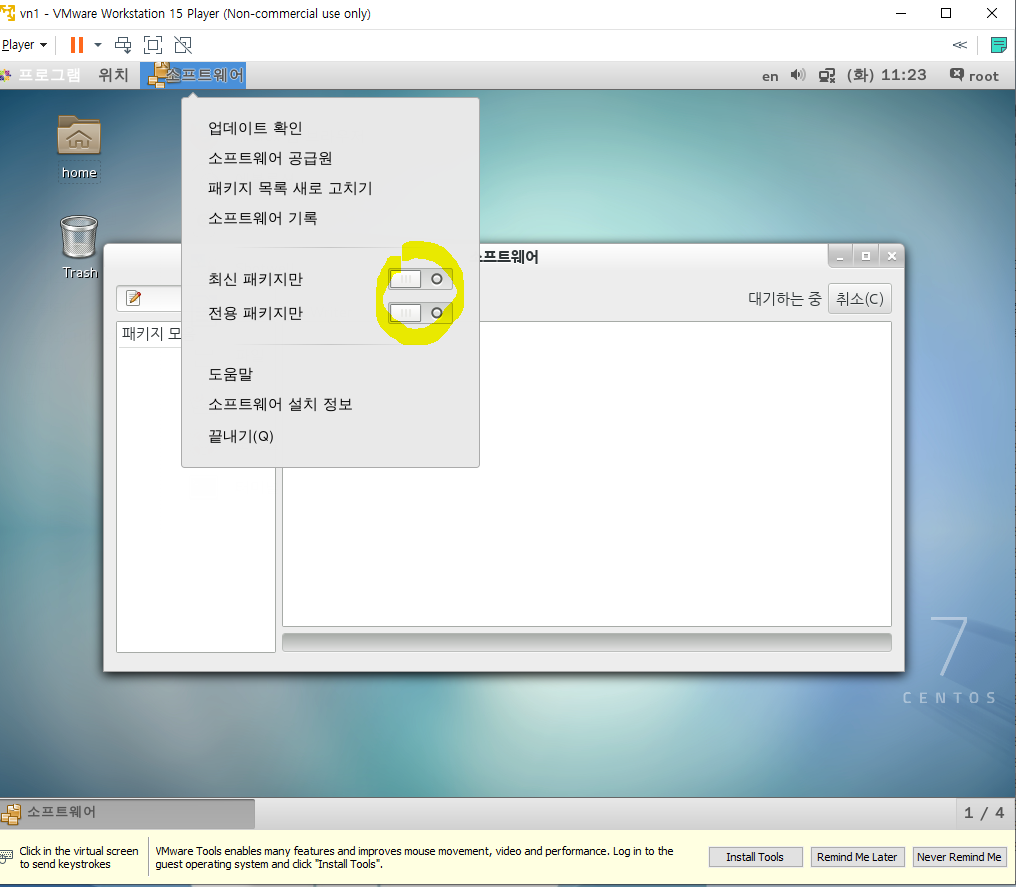 vn1 - VMware Workstation 15 Player (Non-commercial use only)
Player
프로그램 위치 소프트웨어 en (화) 11:23 root
home
Trash
업데이트 확인
소프트웨어 공급원
패키지 목록 새로 고치기
소프트웨어 기록
최신 패키지만
전용 패키지만
도움말
소프트웨어 설치 정보
끝내기(Q)
소프트웨어
대기하는 중 취소(C)
패키지 모
7
CENTOS
소프트웨어 1 / 4
Click in the virtual screen
to send keystrokes
VMware Tools enables many features and improves mouse movement, video and performance. Log in to the
guest operating system and click "Install Tools".
Install Tools Remind Me Later Never Remind Me